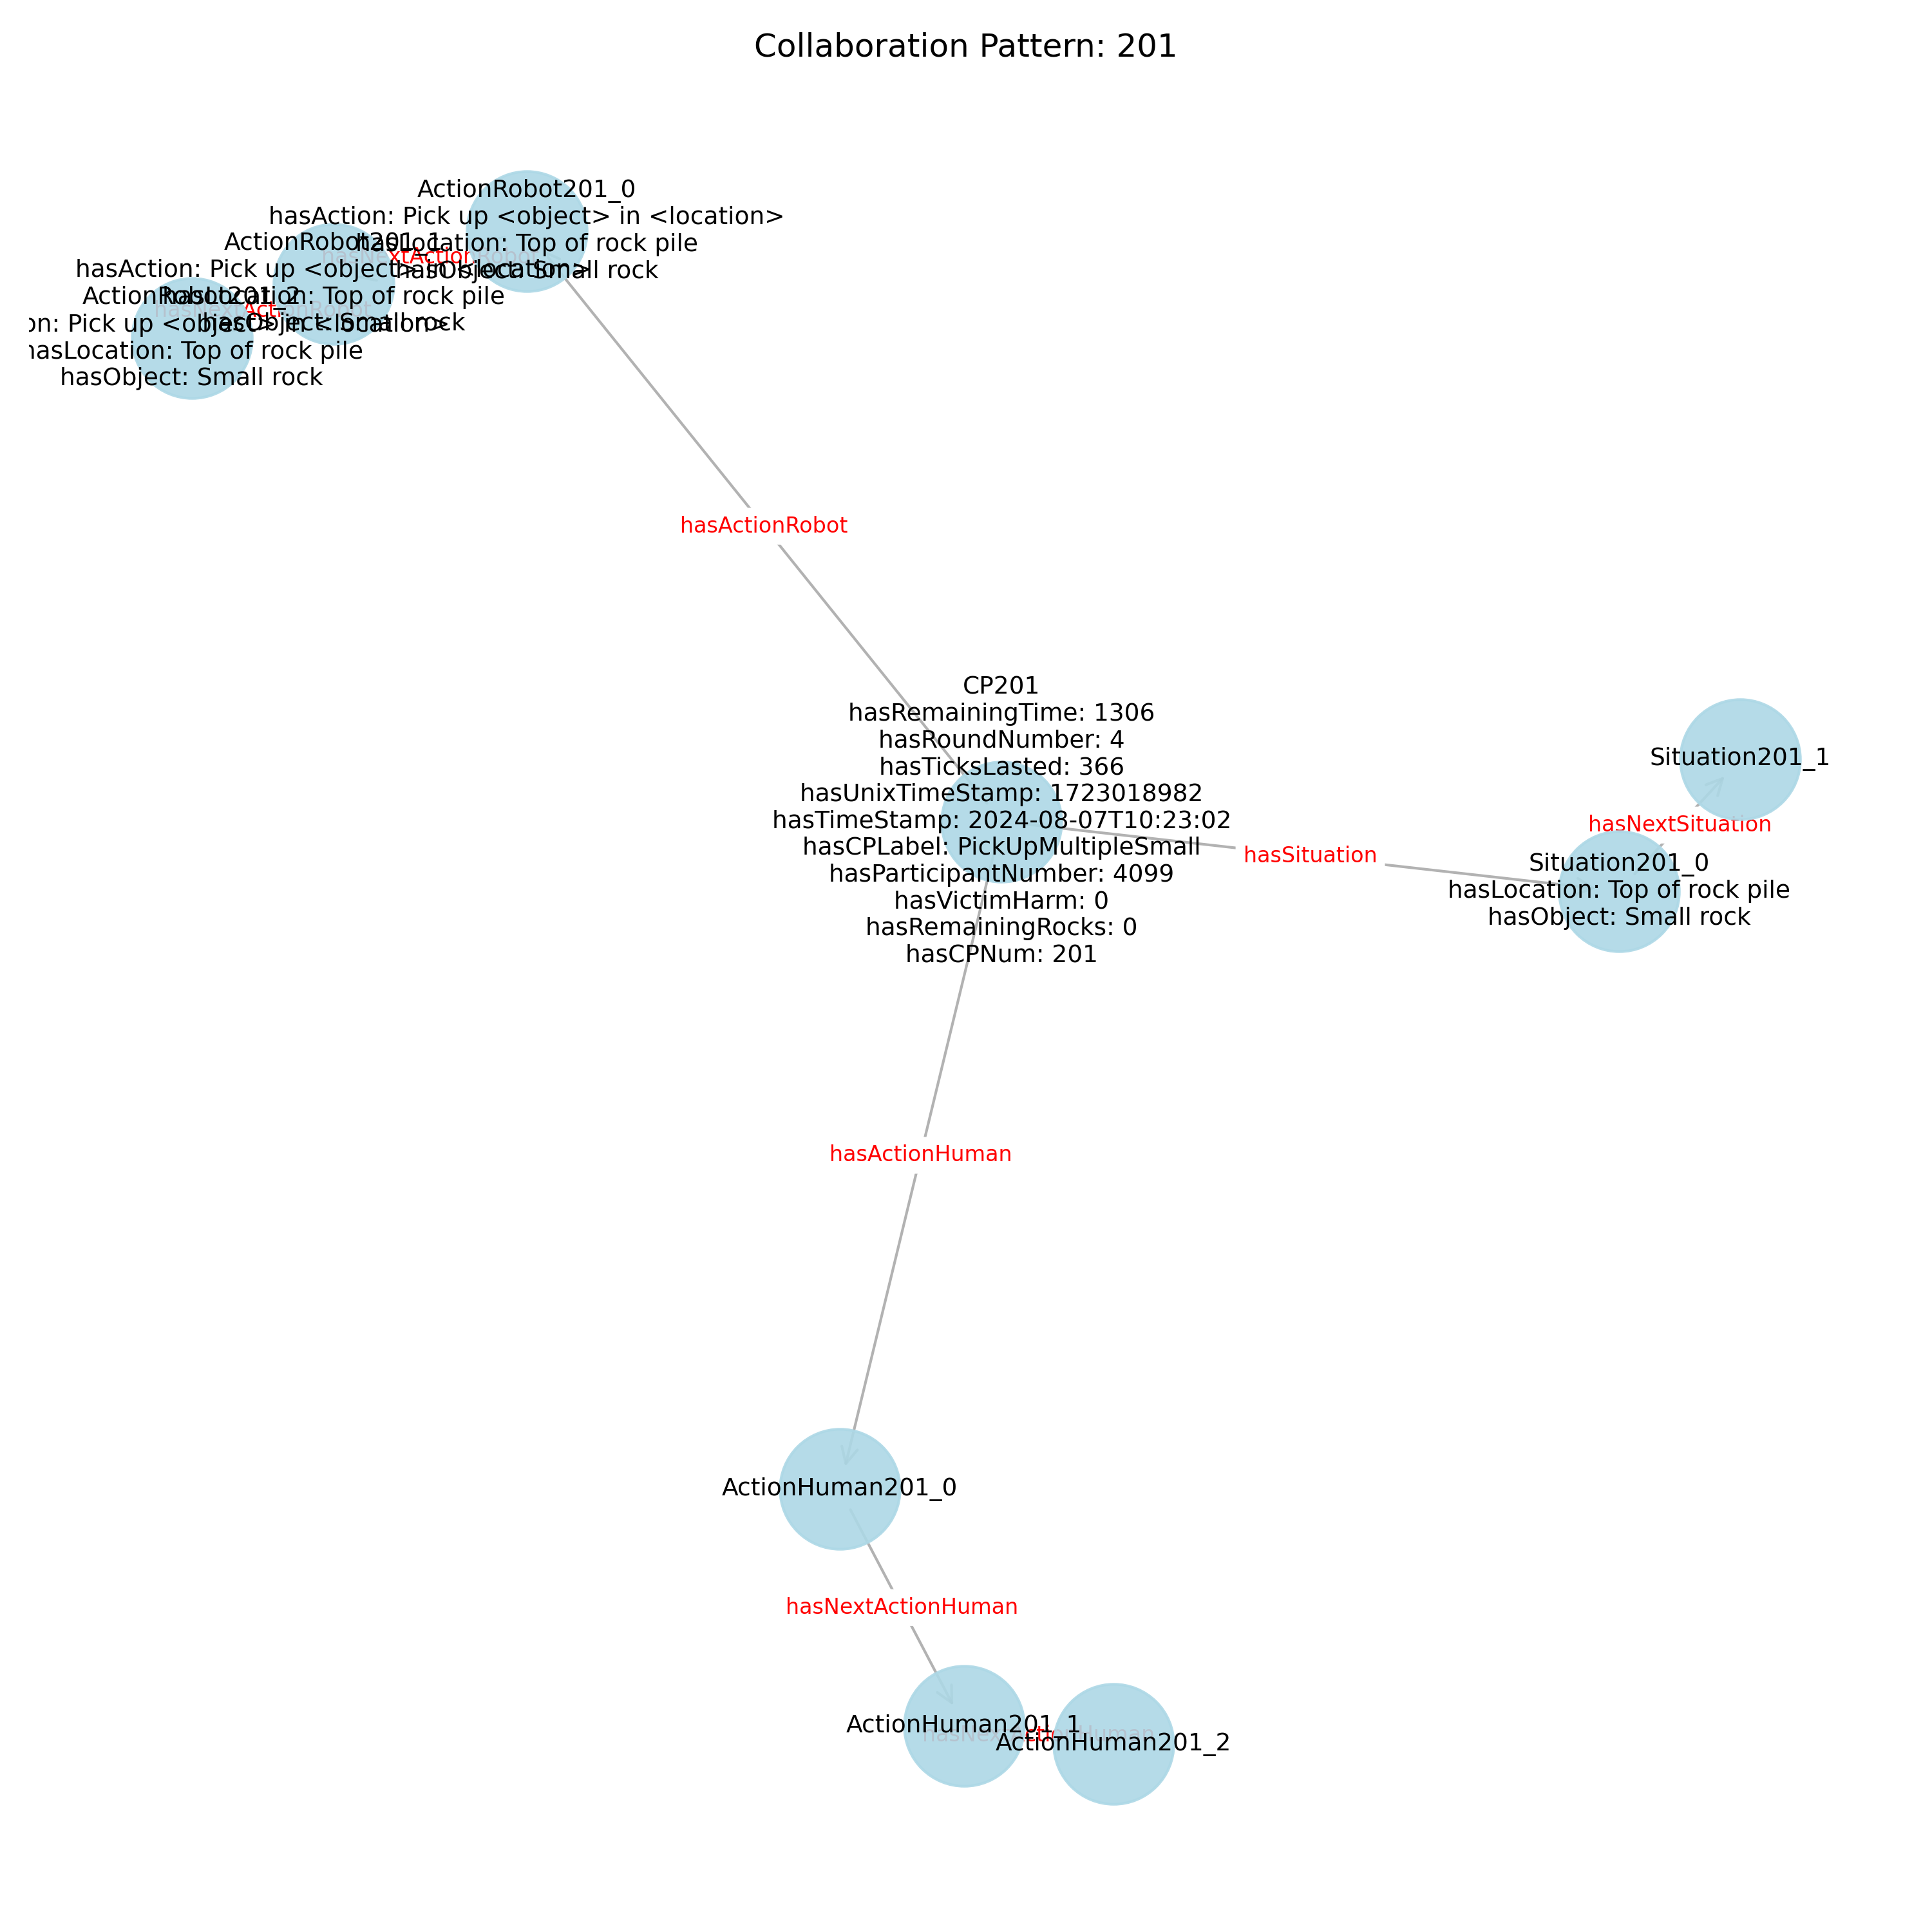 Collaboration Pattern: 201
ActionRobot201_0
hasAction: Pick up <object> in <location>
hasLocation: Top of rock pile
hasObject: Small rock
hasNextActionRobot
ActionRobot201_1
hasAction: Pick up <object> in <location>
hasLocation: Top of rock pile
hasObject: Small rock
hasNextActionRobot
ActionRobot201_2
on: Pick up <object> in <location>
hasLocation: Top of rock pile
hasObject: Small rock
hasActionRobot
CP201
hasRemainingTime: 1306
hasRoundNumber: 4
hasTicksLasted: 366
hasUnixTimeStamp: 1723018982
hasTimeStamp: 2024-08-07T10:23:02
hasCPLabel: PickUpMultipleSmall
hasParticipantNumber: 4099
hasVictimHarm: 0
hasRemainingRocks: 0
hasCPNum: 201
hasSituation
Situation201_1
hasNextSituation
Situation201_0
hasLocation: Top of rock pile
hasObject: Small rock
hasActionHuman
ActionHuman201_0
hasNextActionHuman
ActionHuman201_1
hasNextActionHuman
ActionHuman201_2